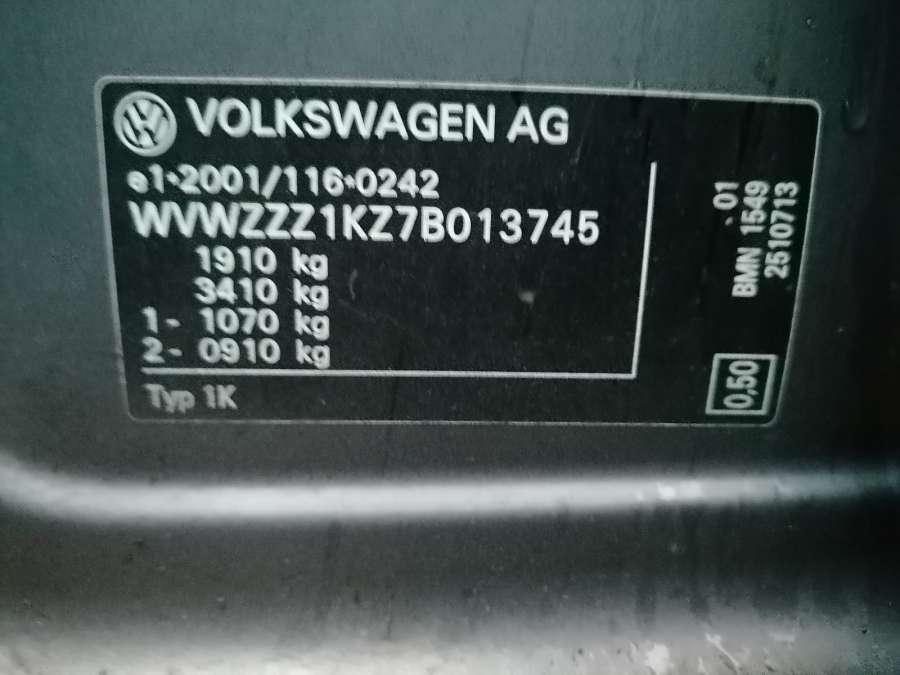 VOLKSWAGEN AG
e1*2001/116*0242
WVWZZZ1KZ7B013745
1910 kg
3410 kg
1- 1070 kg
2- 0910 kg
Typ 1K
01
BMN 1549
2510713
0,50